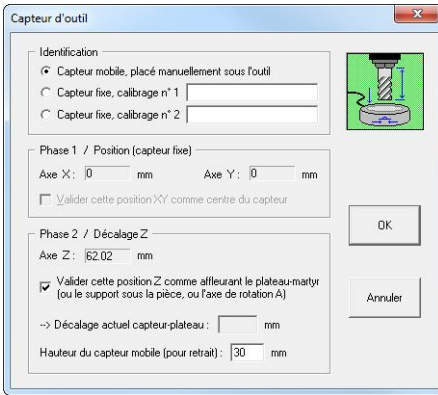 Capteur d'outil
Identification
Capteur mobile, placé manuellement sous l'outil
Capteur fixe, calibrage n° 1
Capteur fixe, calibrage n° 2
Phase 1 / Position (capteur fixe)
Axe X : 0 mm Axe Y : 0 mm
Valider cette position XY comme centre du capteur
Phase 2 / Décalage Z
Axe Z : 62.02 mm
Valider cette position Z comme affleurant le plateau-martyr
(ou le support sous la pièce, ou l'axe de rotation A)
--> Décalage actuel capteur-plateau : mm
Hauteur du capteur mobile (pour retrait) : 30 mm
OK
Annuler